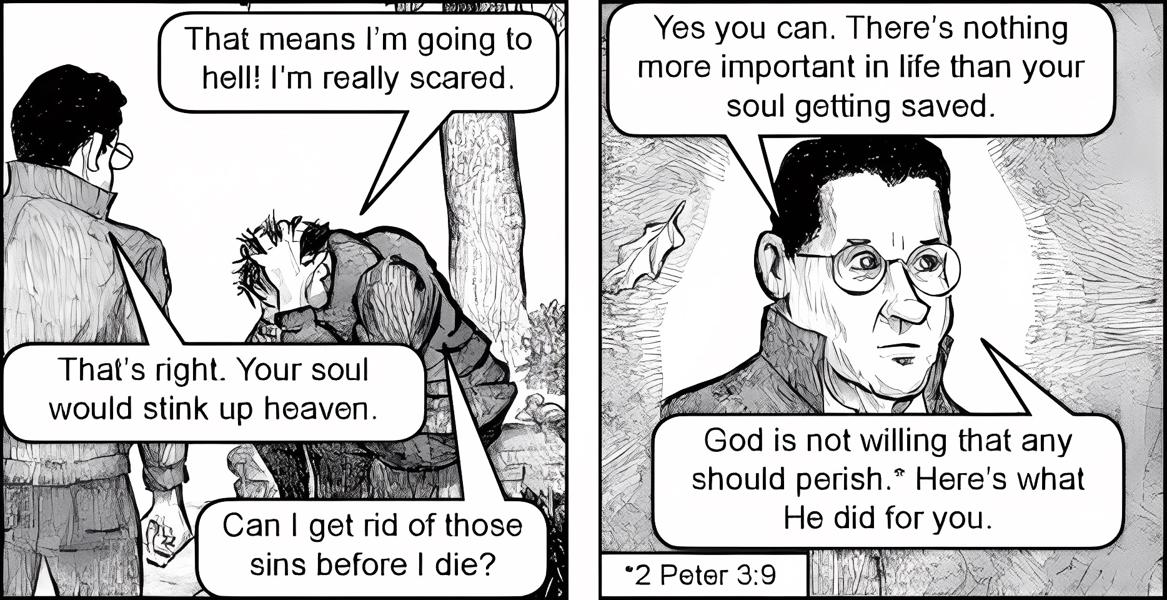 That means I'm going to
hell! I'm really scared.
That's right. Your soul
would stink up heaven.
Can I get rid of those
sins before I die?
Yes you can. There's nothing
more important in life than your
soul getting saved.
God is not willing that any
should perish.* Here's what
He did for you.
*2 Peter 3:9